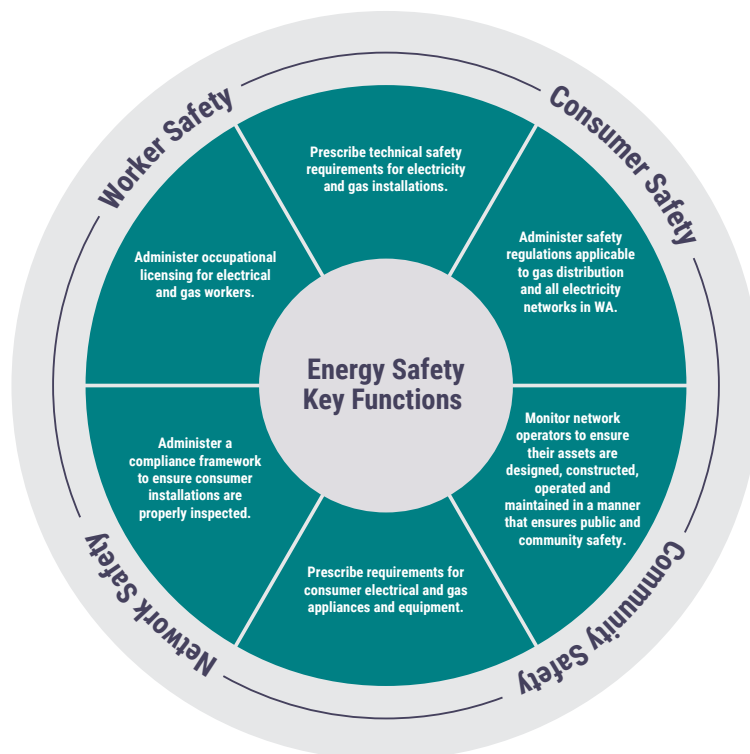 Worker Safety
Consumer Safety
Prescribe technical safety
requirements for electricity
and gas installations.
Administer occupational
licensing for electrical
and gas workers.
Administer safety
regulations applicable
to gas distribution
and all electricity
networks in WA.
Energy Safety
Key Functions
Administer a
compliance framework
to ensure consumer
installations are
properly inspected.
Monitor network
operators to ensure
their assets are
designed, constructed,
operated and
maintained in a manner
that ensures public and
community safety.
Prescribe requirements for
consumer electrical and gas
appliances and equipment.
Network Safety
Community Safety